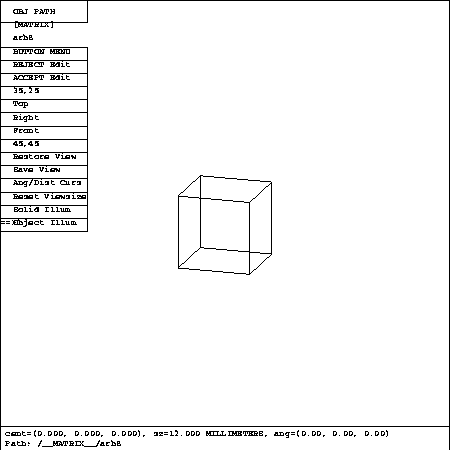 OBJ PATH
[MATRIX]
arb8
BUTTON MENU
REJECT Edit
ACCEPT Edit
35,25
Top
Right
Front
45,45
Restore View
Save View
Ang/Dist Curs
Reset Viewsize
Solid Illum
==>Object Illum
cent=(0.000, 0.000, 0.000), sz=12.000 MILLIMETERS, ang=(0.00, 0.00, 0.00)
Path: /__MATRIX__/arb8